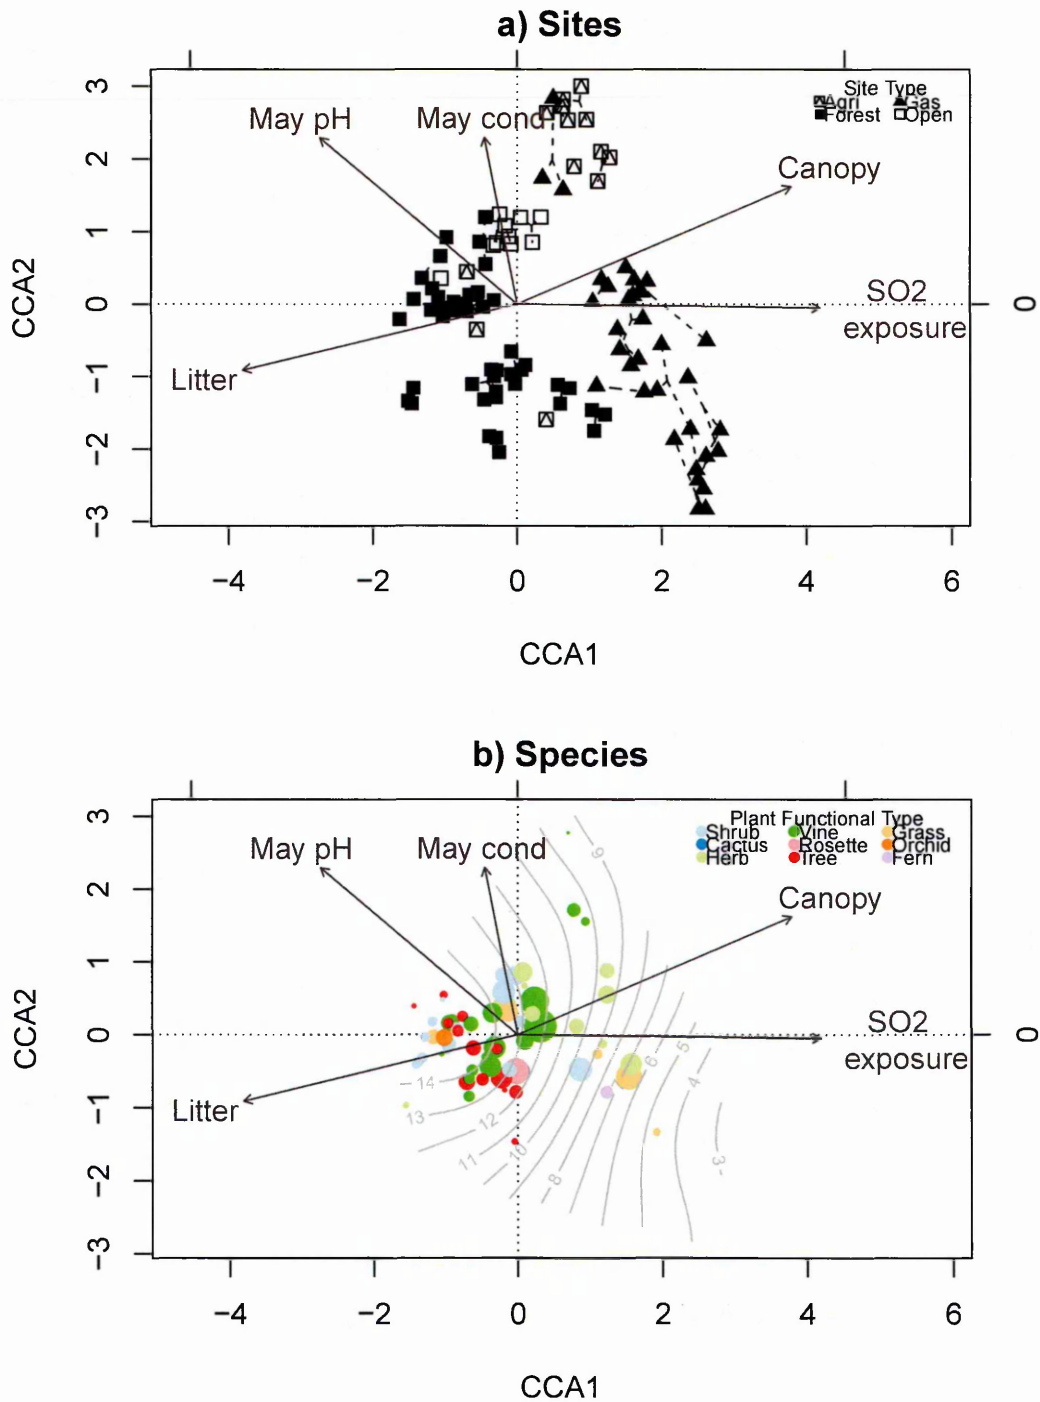 a) Sites
Site Type
Agri Gas
Forest Open
May pH May cond
Canopy
SO2
exposure
Litter
3
2
1
0
−1
−2
−3
CCA2
0
−4 −2 0 2 4 6
CCA1
b) Species
Plant Functional Type
Shrub Vine Grass
Cactus Rosette Orchid
Herb Tree Fern
May pH May cond
Canopy
SO2
exposure
Litter
9
14
13
12
11
10
8
7
6
5
4
3
3
2
1
0
−1
−2
−3
CCA2
0
−4 −2 0 2 4 6
CCA1